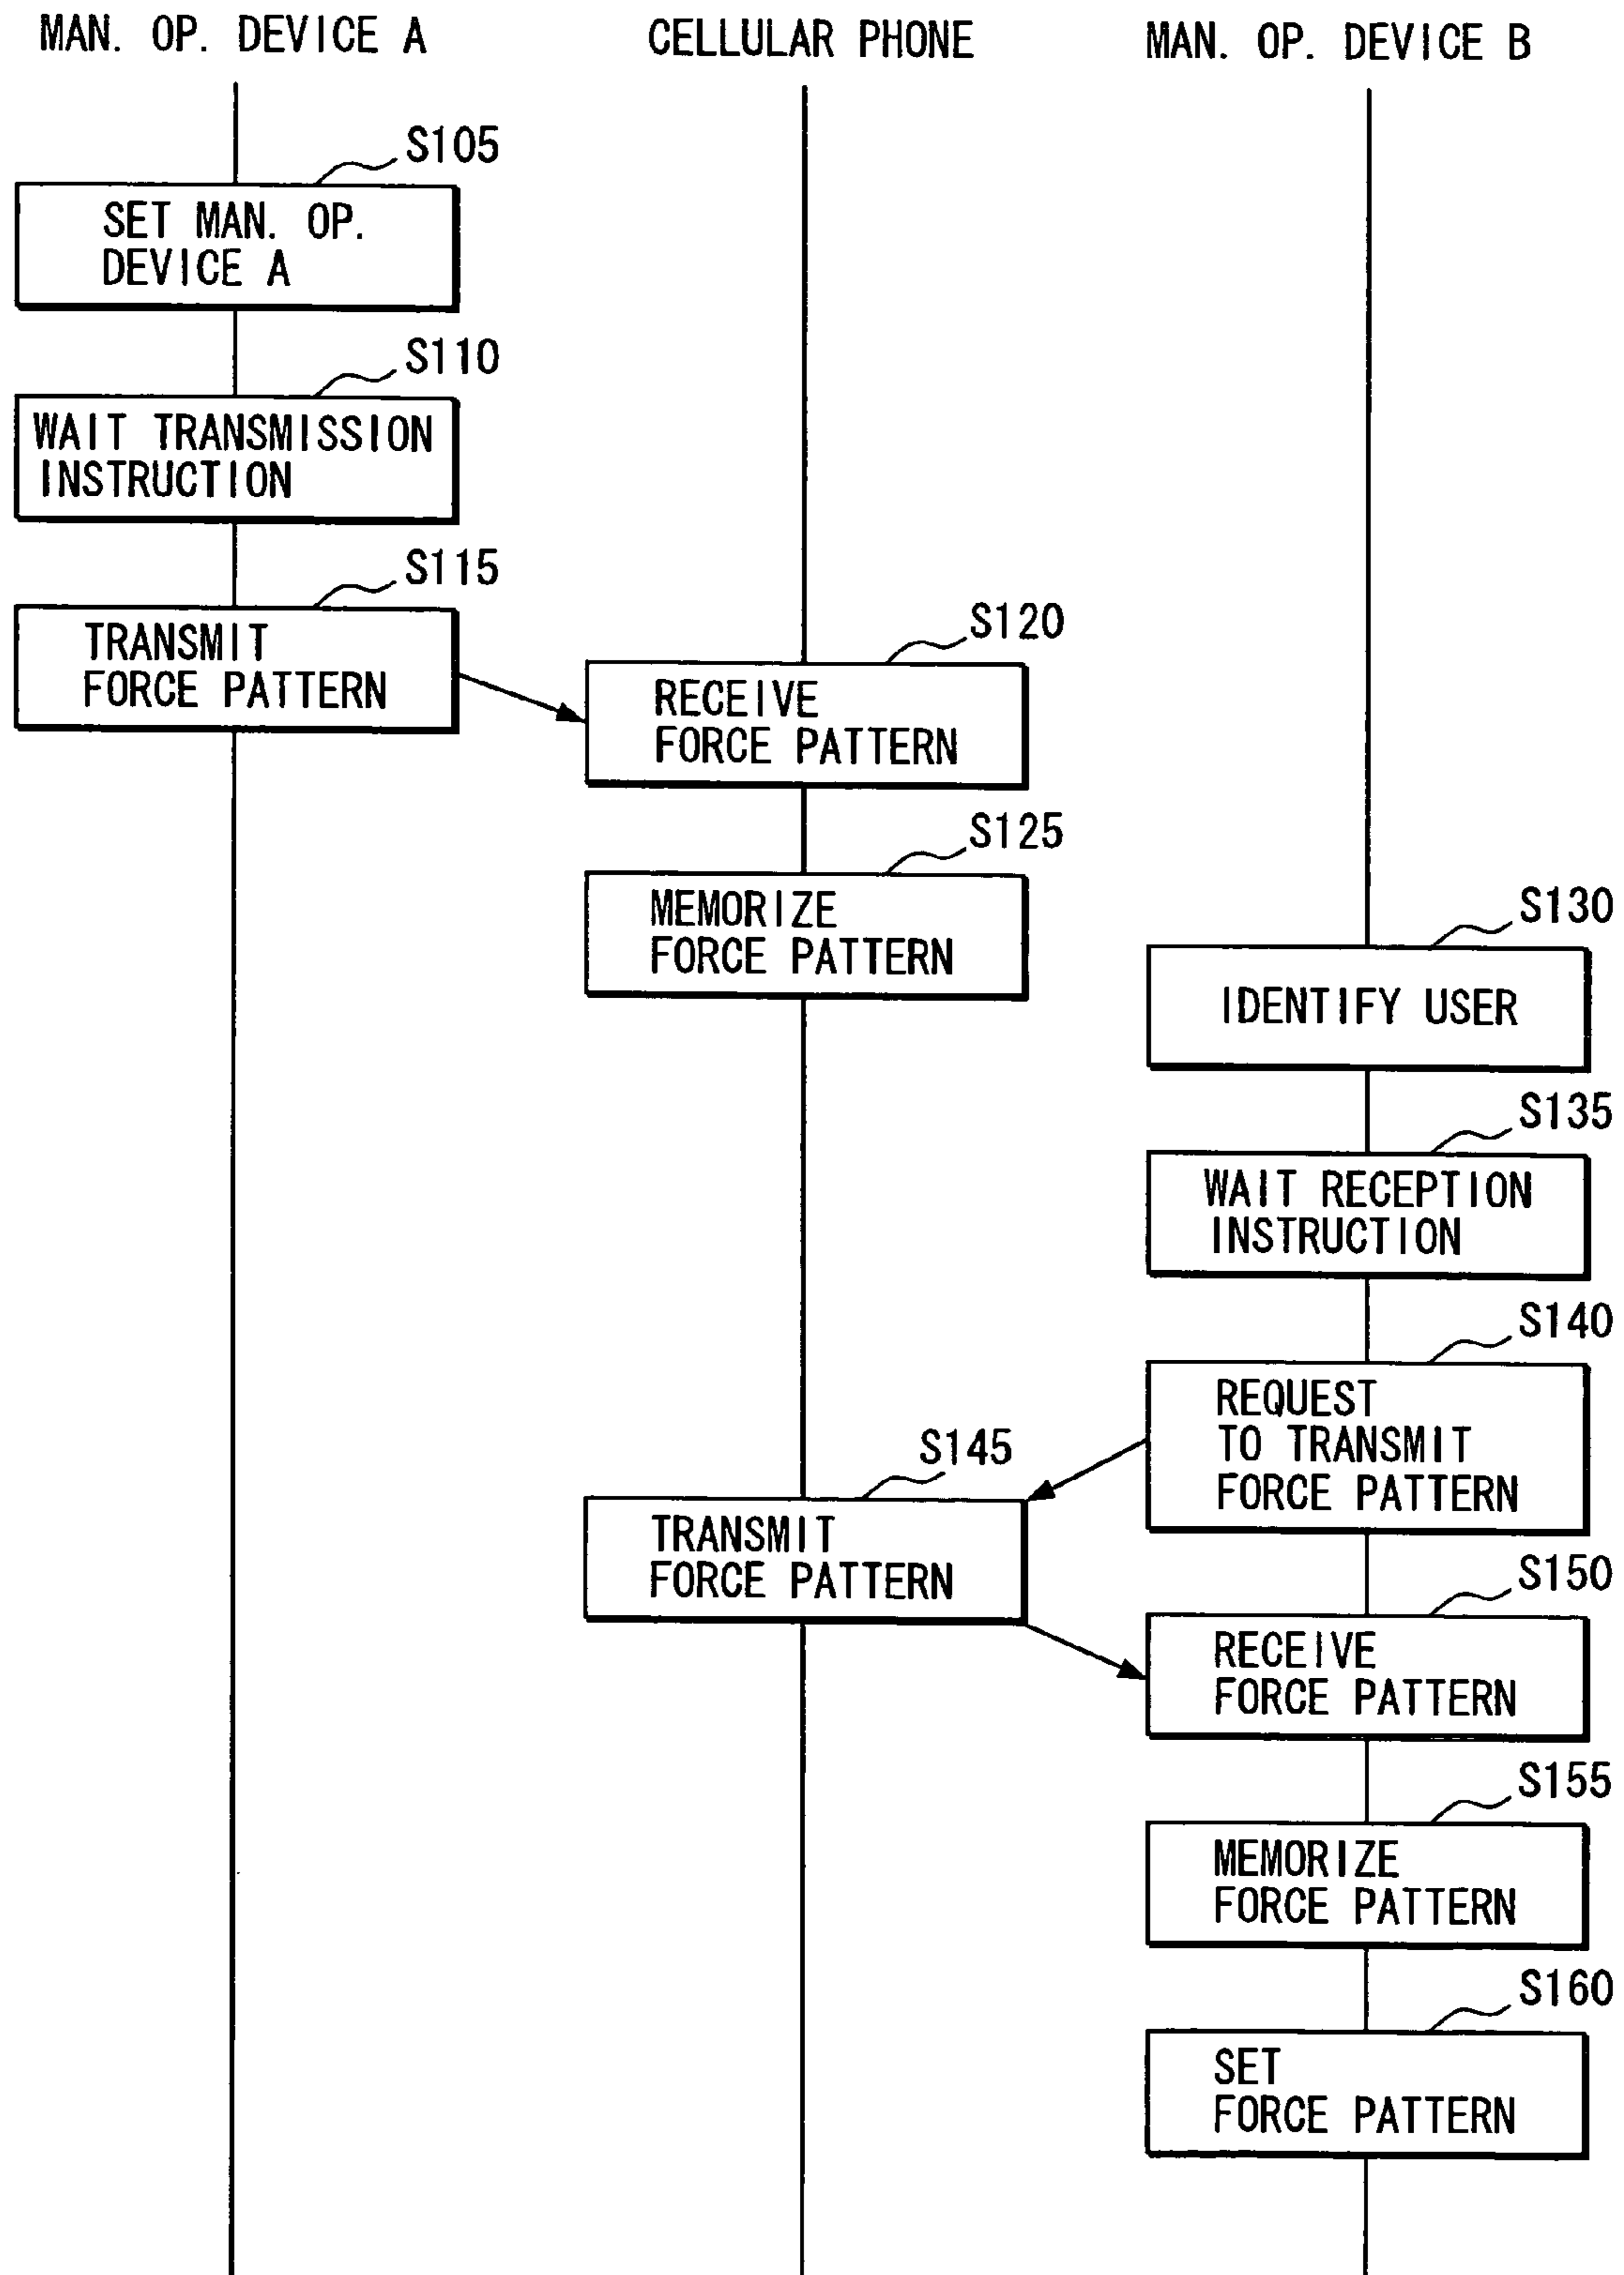 MAN. OP. DEVICE A
CELLULAR PHONE
MAN. OP. DEVICE B
S105
SET MAN. OP.
DEVICE A
S110
WAIT TRANSMISSION
INSTRUCTION
S115
TRANSMIT
FORCE PATTERN
S120
RECEIVE
FORCE PATTERN
S125
MEMORIZE
FORCE PATTERN
S130
IDENTIFY USER
S135
WAIT RECEPTION
INSTRUCTION
S140
REQUEST
TO TRANSMIT
FORCE PATTERN
S145
TRANSMIT
FORCE PATTERN
S150
RECEIVE
FORCE PATTERN
S155
MEMORIZE
FORCE PATTERN
S160
SET
FORCE PATTERN